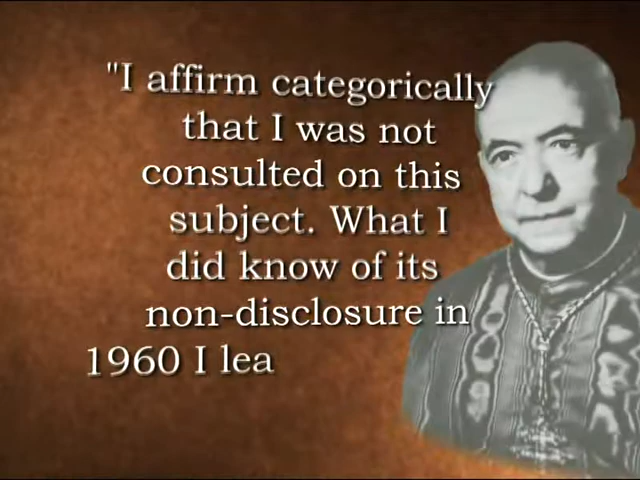 "I affirm categorically
that I was not
consulted on this
subject. What I
did know of its
non-disclosure in
1960 I lea